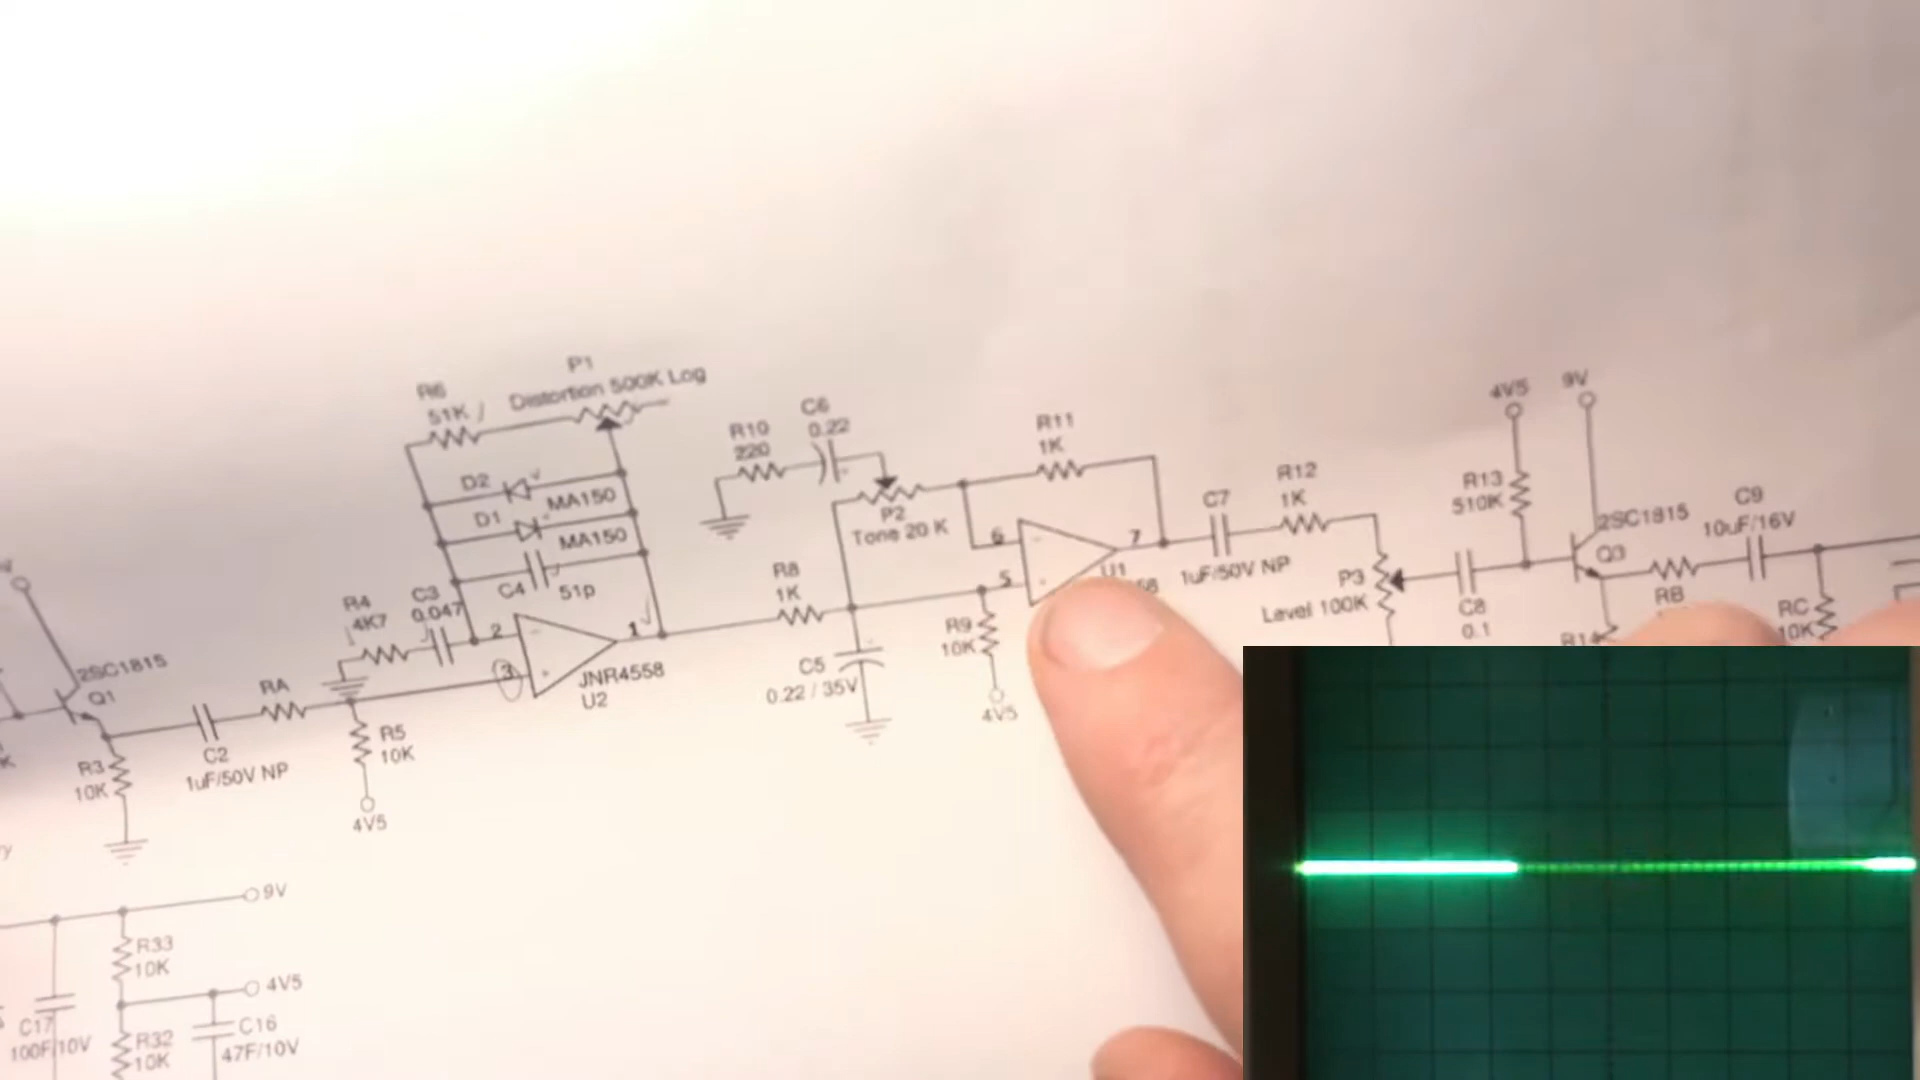 P1
Distortion 500K Log
R6
51K
D2
MA150
D1
MA150
C4
51p
R4
4K7
C3
0.047
2
1
3
JNR4558
U2
2SC1815
Q1
RA
C2
1uF/50V NP
R3
10K
R5
10K
4V5
R10
220
C6
0.22
P2
Tone 20 K
R11
1K
R8
1K
C5
0.22 / 35V
R9
10K
4V5
6
5
7
U1
58
C7
1uF/50V NP
R12
1K
P3
Level 100K
4V5
9V
R13
510K
C8
0.1
2SC1815
Q3
C9
10uF/16V
RB
RC
10K
R14
9V
R33
10K
4V5
C17
100F/10V
R32
10K
C16
47F/10V